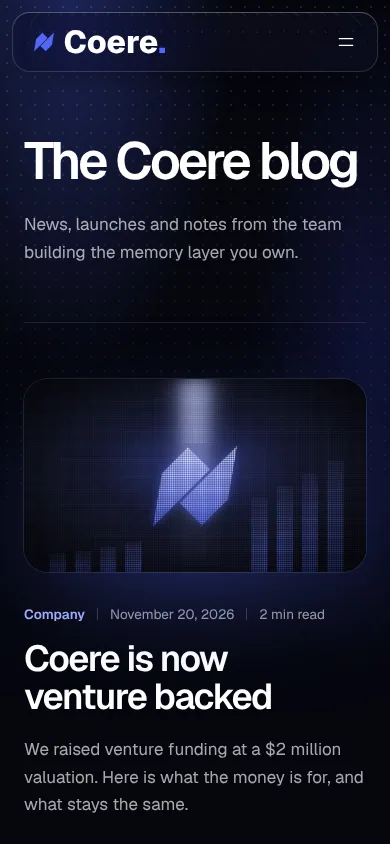 Coere.
The Coere blog
News, launches and notes from the team
building the memory layer you own.
Company | November 20, 2026 | 2 min read
Coere is now
venture backed
We raised venture funding at a $2 million
valuation. Here is what the money is for, and
what stays the same.